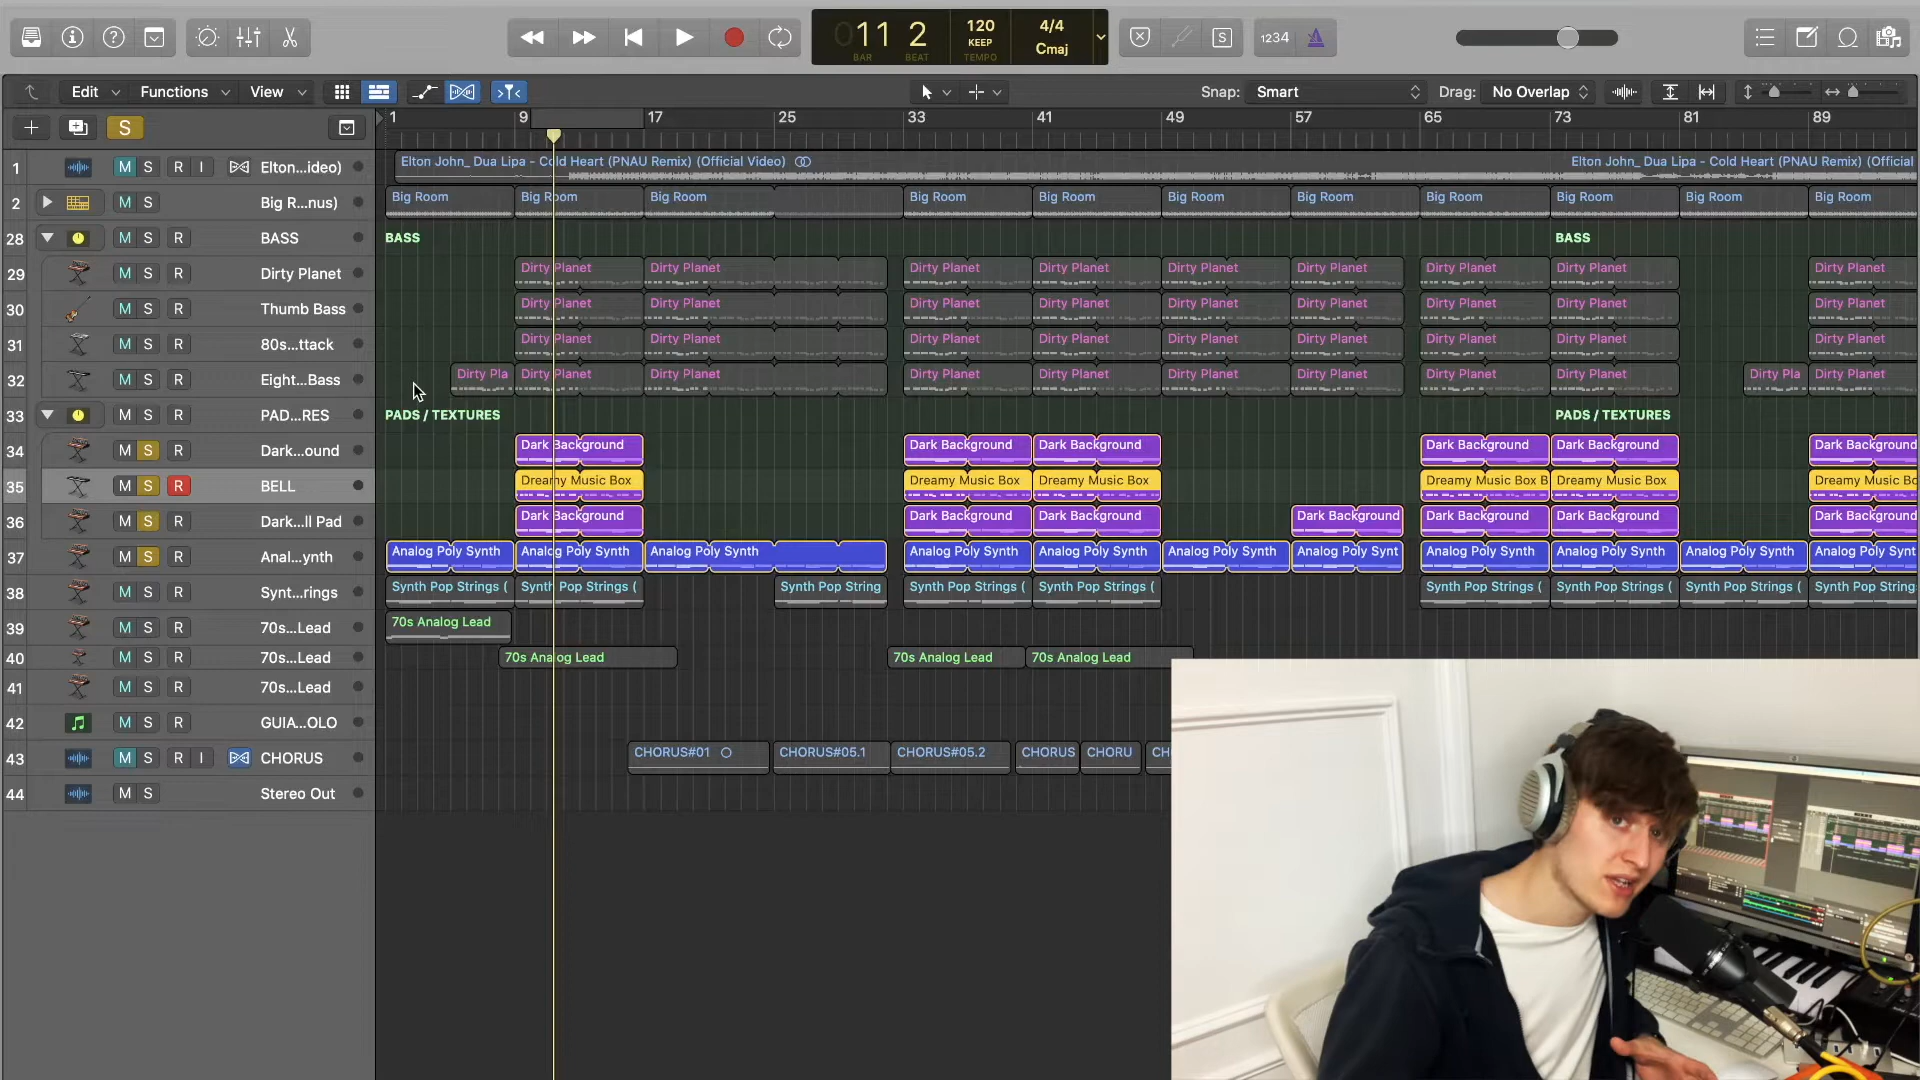 11 2
BAR BEAT
120
KEEP
TEMPO
4/4
Cmaj
S
1234
Edit
Functions
View
Snap: Smart
Drag: No Overlap
S
1 9 17 25 33 41 49 57 65 73 81 89
1 M S R I Elton...ideo)
Elton John_ Dua Lipa - Cold Heart (PNAU Remix) (Official Video)
Elton John_ Dua Lipa - Cold Heart (PNAU Remix) (Official
2 M S Big R...nus)
Big Room Big Room Big Room Big Room Big Room Big Room Big Room Big Room Big Room Big Room Big Room
28 M S R BASS
BASS BASS
29 M S R Dirty Planet
Dirty Planet Dirty Planet Dirty Planet Dirty Planet Dirty Planet Dirty Planet Dirty Planet Dirty Planet Dirty Planet
30 M S R Thumb Bass
Dirty Planet Dirty Planet Dirty Planet Dirty Planet Dirty Planet Dirty Planet Dirty Planet Dirty Planet Dirty Planet
31 M S R 80s...ttack
Dirty Planet Dirty Planet Dirty Planet Dirty Planet Dirty Planet Dirty Planet Dirty Planet Dirty Planet Dirty Planet
32 M S R Eight...Bass
Dirty Pla Dirty Planet Dirty Planet Dirty Planet Dirty Planet Dirty Planet Dirty Planet Dirty Planet Dirty Planet Dirty Pla Dirty Planet
33 M S R PAD...RES
PADS / TEXTURES PADS / TEXTURES
34 M S R Dark...ound
Dark Background Dark Background Dark Background Dark Background Dark Background Dark Background
35 M S R BELL
Dreamy Music Box Dreamy Music Box Dreamy Music Box Dreamy Music Box B Dreamy Music Box Dreamy Music Bo
36 M S R Dark...ll Pad
Dark Background Dark Background Dark Background Dark Background Dark Background Dark Background Dark Background
37 M S R Anal...ynth
Analog Poly Synth Analog Poly Synth Analog Poly Synth Analog Poly Synth Analog Poly Synth Analog Poly Synth Analog Poly Synt Analog Poly Synth Analog Poly Synth Analog Poly Synth Analog Poly Synt
38 M S R Synt...rings
Synth Pop Strings ( Synth Pop Strings ( Synth Pop String Synth Pop Strings ( Synth Pop Strings ( Synth Pop Strings ( Synth Pop Strings ( Synth Pop Strings ( Synth Pop Strings
39 M S R 70s...Lead
70s Analog Lead
40 M S R 70s...Lead
70s Analog Lead 70s Analog Lead 70s Analog Lead
41 M S R 70s...Lead
42 M S R GUIA...OLO
43 M S R I CHORUS
CHORUS#01 CHORUS#05.1 CHORUS#05.2 CHORUS CHORU CH
44 M S Stereo Out